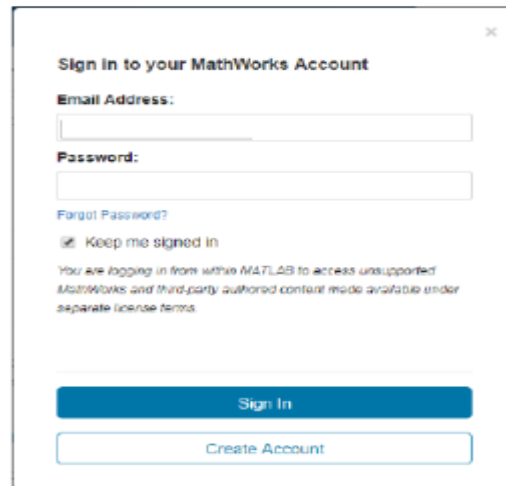 ×
Sign in to your MathWorks Account
Email Address:
Password:
Forgot Password?
Keep me signed in
You are logging in from within MATLAB to access unsupported
MathWorks and third-party authored content made available under
separate license terms.
Sign In
Create Account